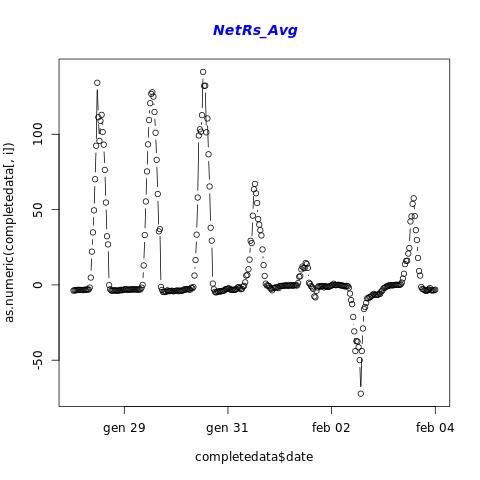 NetRs_Avg
as.numeric(completedata[, i])
100
50
0
-50
gen 29 gen 31 feb 02 feb 04
completedata$date